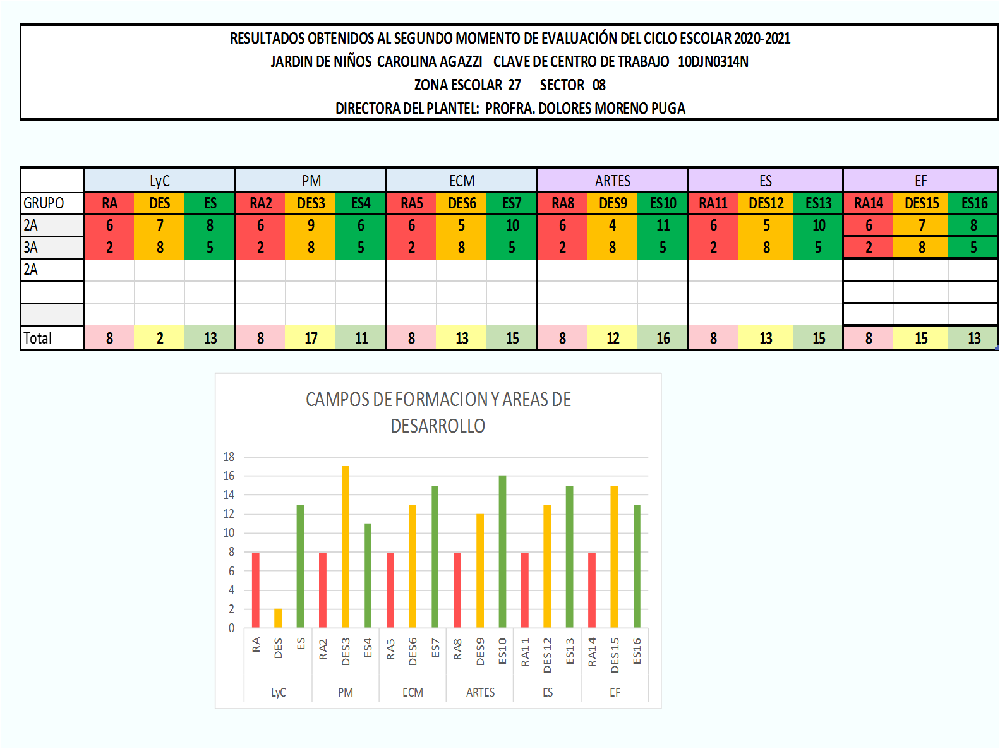 RESULTADOS OBTENIDOS AL SEGUNDO MOMENTO DE EVALUACIÓN DEL CICLO ESCOLAR 2020-2021
JARDIN DE NIÑOS CAROLINA AGAZZI CLAVE DE CENTRO DE TRABAJO 10DJN0314N
ZONA ESCOLAR 27 SECTOR 08
DIRECTORA DEL PLANTEL: PROFRA. DOLORES MORENO PUGA
LyC PM ECM ARTES ES EF
GRUPO RA DES ES RA2 DES3 ES4 RA5 DES6 ES7 RA8 DES9 ES10 RA11 DES12 ES13 RA14 DES15 ES16
2A 6 7 8 6 9 6 6 5 10 6 4 11 6 5 10 6 7 8
3A 2 8 5 2 8 5 2 8 5 2 8 5 2 8 5 2 8 5
2A
Total 8 2 13 8 17 11 8 13 15 8 12 16 8 13 15 8 15 13
CAMPOS DE FORMACION Y AREAS DE
DESARROLLO
18
16
14
12
10
8
6
4
2
0
RA DES ES RA2 DES3 ES4 RA5 DES6 ES7 RA8 DES9 ES10 RA11 DES12 ES13 RA14 DES15 ES16
LyC PM ECM ARTES ES EF